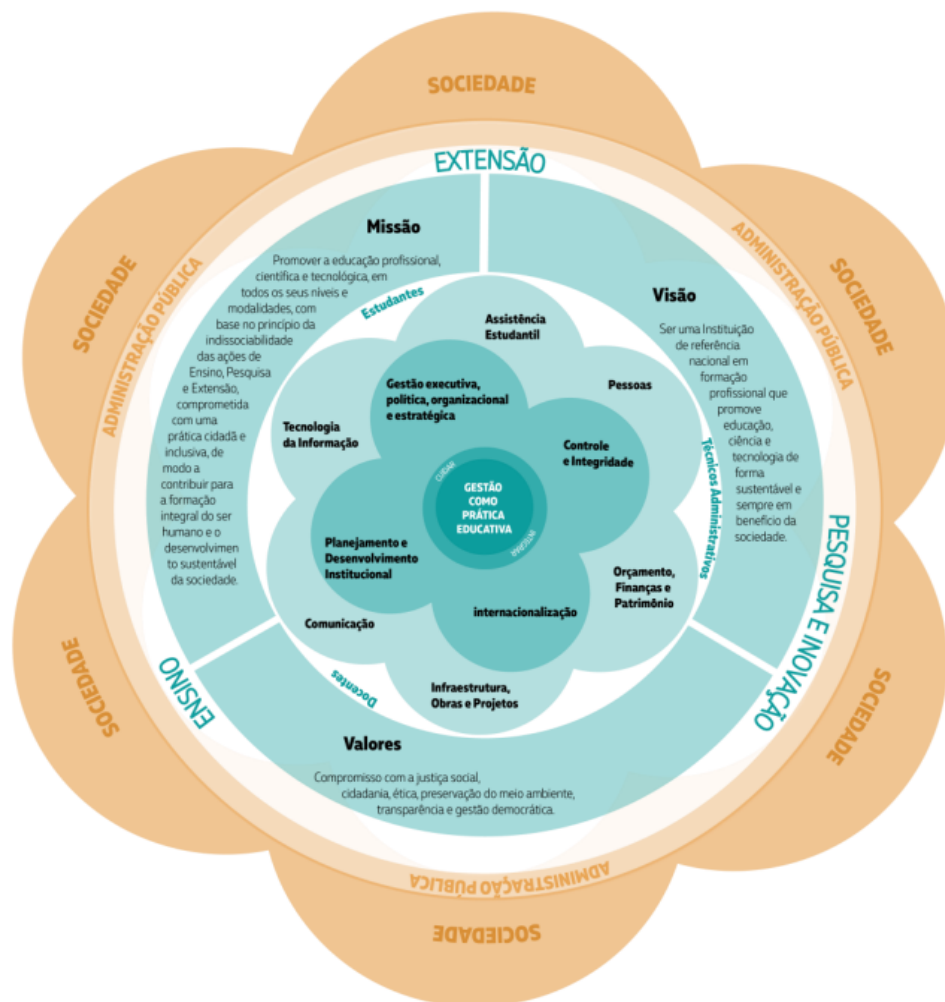 SOCIEDADE
EXTENSÃO
SOCIEDADE
ADMINISTRAÇÃO PÚBLICA
ADMINISTRAÇÃO PÚBLICA
SOCIEDADE
Missão
Promover a educação profissional,
científica e tecnológica, em
todos os seus níveis e
modalidades, com
base no princípio da
indissociabilidade
das ações de
Ensino, Pesquisa
e Extensão,
comprometida
com uma
prática cidadã e
inclusiva, de
modo a
contribuir para
a formação
integral do ser
humano e o
desenvolvimen
to sustentável
da sociedade.
Visão
Ser uma Instituição
de referência
nacional em
formação
profissional que
promove
educação,
ciência e
tecnologia de
forma
sustentável e
sempre em
benefício da
sociedade.
Estudantes
Técnicos Administrativos
Docentes
Assistência
Estudantil
Pessoas
Tecnologia
da Informação
Gestão executiva,
política, organizacional
e estratégica
Controle
e Integridade
CUIDAR
GESTÃO
COMO
PRÁTICA
EDUCATIVA
INTEGRAR
Planejamento e
Desenvolvimento
Institucional
internacionalização
Orçamento,
Finanças e
Patrimônio
Comunicação
Infraestrutura,
Obras e Projetos
ENSINO
PESQUISA E INOVAÇÃO
Valores
Compromisso com a justiça social,
cidadania, ética, preservação do meio ambiente,
transparência e gestão democrática.
SOCIEDADE
SOCIEDADE
ADMINISTRAÇÃO PÚBLICA
SOCIEDADE